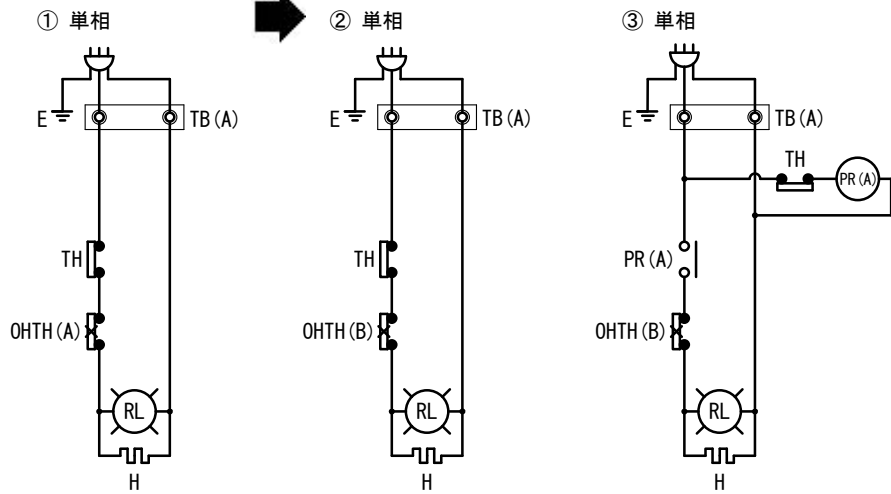 ① 単相
E
TB(A)
TH
OHTH(A)
RL
H
② 単相
E
TB(A)
TH
OHTH(B)
RL
H
③ 単相
E
TB(A)
TH
PR(A)
PR(A)
OHTH(B)
RL
H